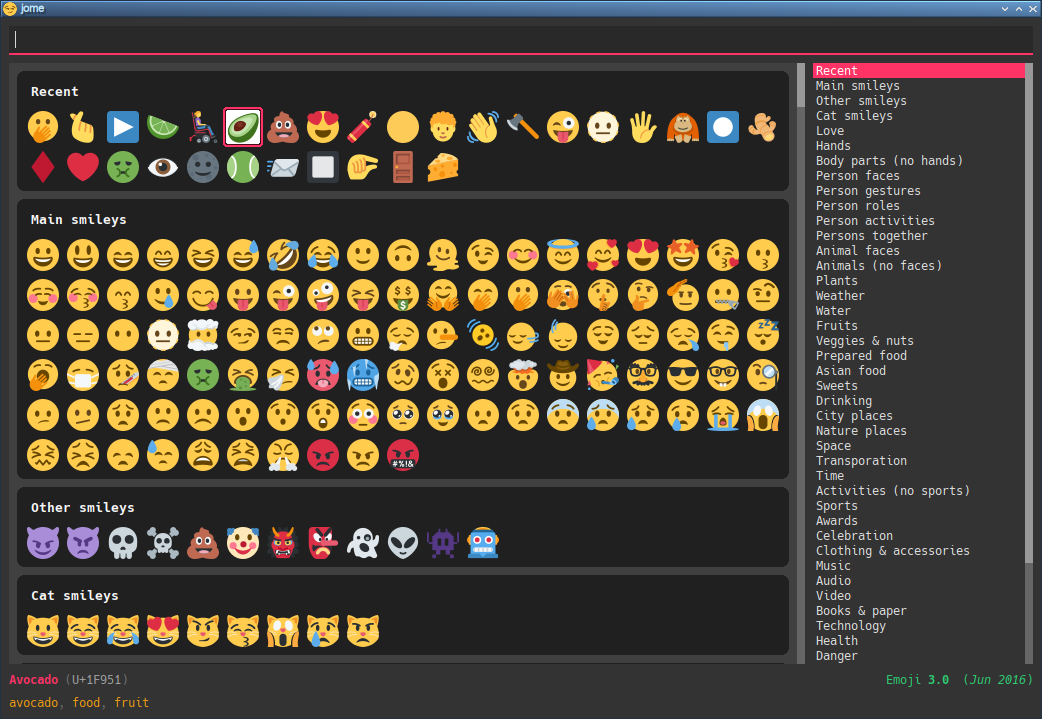 jome
Recent
Main smileys
Other smileys
Cat smileys
Recent
Main smileys
Other smileys
Cat smileys
Love
Hands
Body parts (no hands)
Person faces
Person gestures
Person roles
Person activities
Persons together
Animal faces
Animals (no faces)
Plants
Weather
Water
Fruits
Veggies & nuts
Prepared food
Asian food
Sweets
Drinking
City places
Nature places
Space
Transporation
Time
Activities (no sports)
Sports
Awards
Celebration
Clothing & accessories
Music
Audio
Video
Books & paper
Technology
Health
Danger
Avocado (U+1F951)
Emoji 3.0 (Jun 2016)
avocado, food, fruit